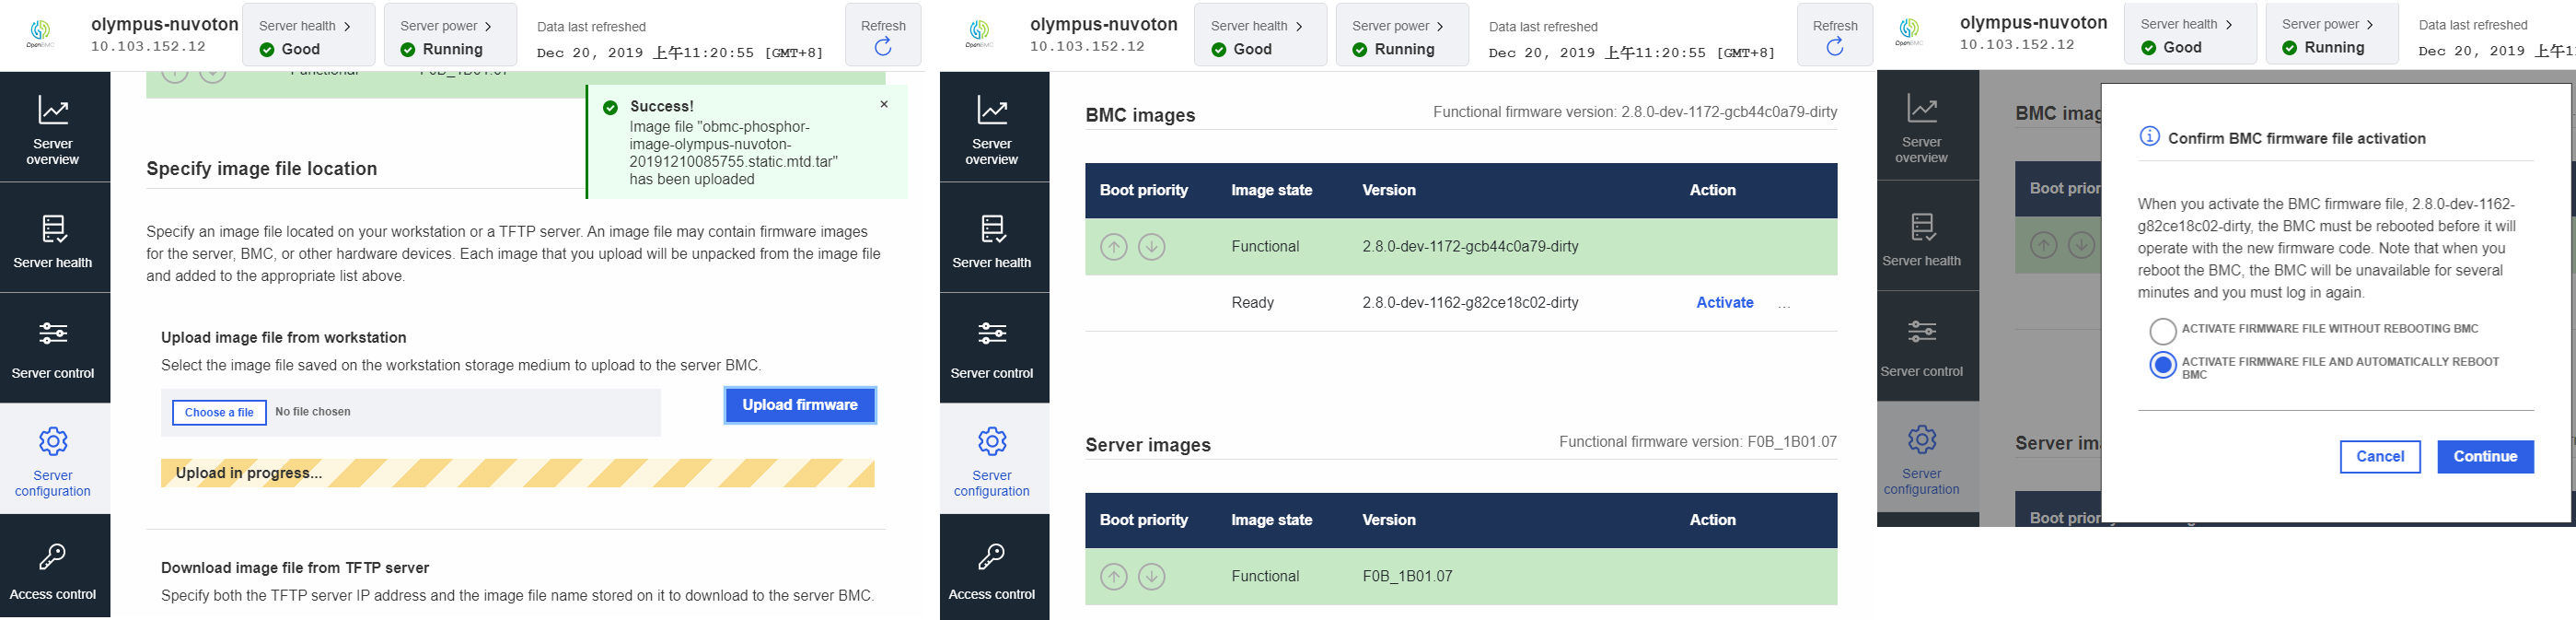 OpenBMC
olympus-nuvoton
10.103.152.12
Server health
Good
Server power
Running
Data last refreshed
Dec 20, 2019 上午11:20:55 [GMT+8]
Refresh
Server
overview
Server health
Server control
Server
configuration
Access control
Functional F0B_1B01.07
Success!
Image file "obmc-phosphor-
image-olympus-nuvoton-
20191210085755.static.mtd.tar"
has been uploaded
×
Specify image file location
Specify an image file located on your workstation or a TFTP server. An image file may contain firmware images
for the server, BMC, or other hardware devices. Each image that you upload will be unpacked from the image file
and added to the appropriate list above.
Upload image file from workstation
Select the image file saved on the workstation storage medium to upload to the server BMC.
Choose a file No file chosen
Upload firmware
Upload in progress...
Download image file from TFTP server
Specify both the TFTP server IP address and the image file name stored on it to download to the server BMC.
OpenBMC
olympus-nuvoton
10.103.152.12
Server health
Good
Server power
Running
Data last refreshed
Dec 20, 2019 上午11:20:55 [GMT+8]
Refresh
Server
overview
Server health
Server control
Server
configuration
Access control
BMC images
Functional firmware version: 2.8.0-dev-1172-gcb44c0a79-dirty
Boot priority Image state Version Action
Functional 2.8.0-dev-1172-gcb44c0a79-dirty
Ready 2.8.0-dev-1162-g82ce18c02-dirty Activate ...
Server images
Functional firmware version: F0B_1B01.07
Boot priority Image state Version Action
Functional F0B_1B01.07
OpenBMC
olympus-nuvoton
10.103.152.12
Server health
Good
Server power
Running
Data last refreshed
Dec 20, 2019 上午11
Server
overview
Server health
Server control
Server
configuration
BMC imag
Boot prior
Server im
Boot prior
Confirm BMC firmware file activation
When you activate the BMC firmware file, 2.8.0-dev-1162-
g82ce18c02-dirty, the BMC must be rebooted before it will
operate with the new firmware code. Note that when you
reboot the BMC, the BMC will be unavailable for several
minutes and you must log in again.
ACTIVATE FIRMWARE FILE WITHOUT REBOOTING BMC
ACTIVATE FIRMWARE FILE AND AUTOMATICALLY REBOOT
BMC
Cancel
Continue